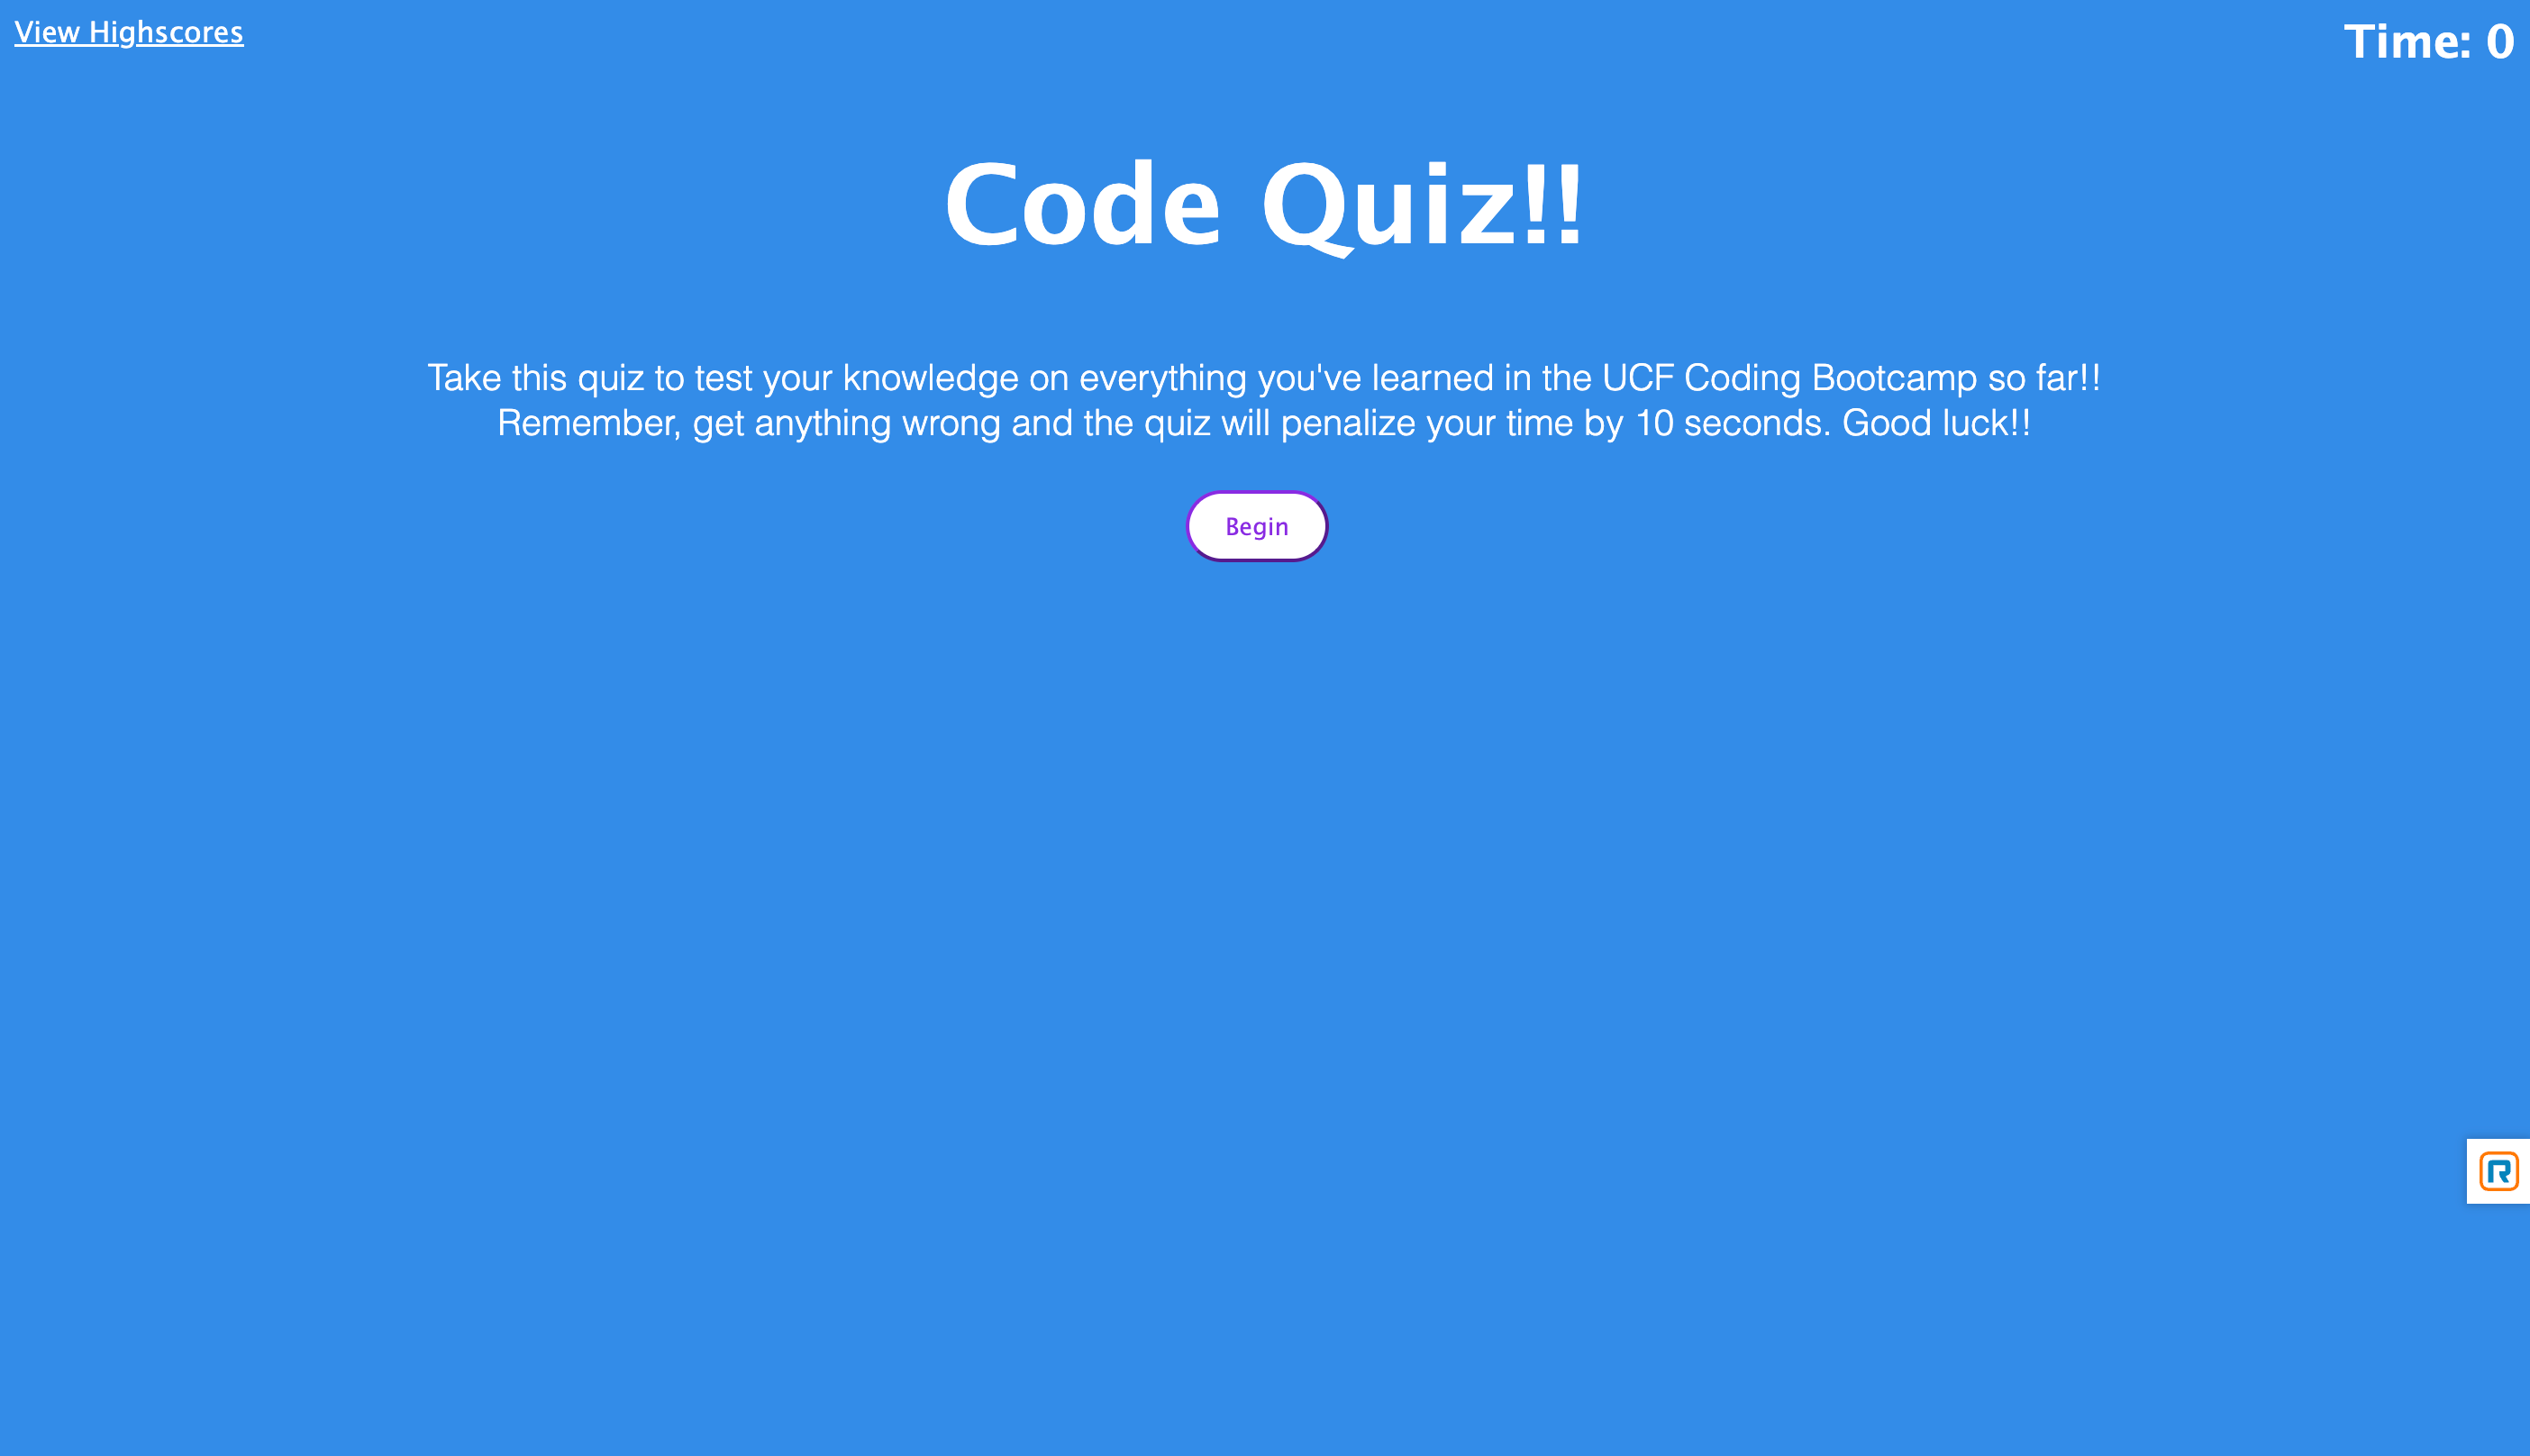 View Highscores
Time: 0
Code Quiz!!
Take this quiz to test your knowledge on everything you've learned in the UCF Coding Bootcamp so far!!
Remember, get anything wrong and the quiz will penalize your time by 10 seconds. Good luck!!
Begin
R